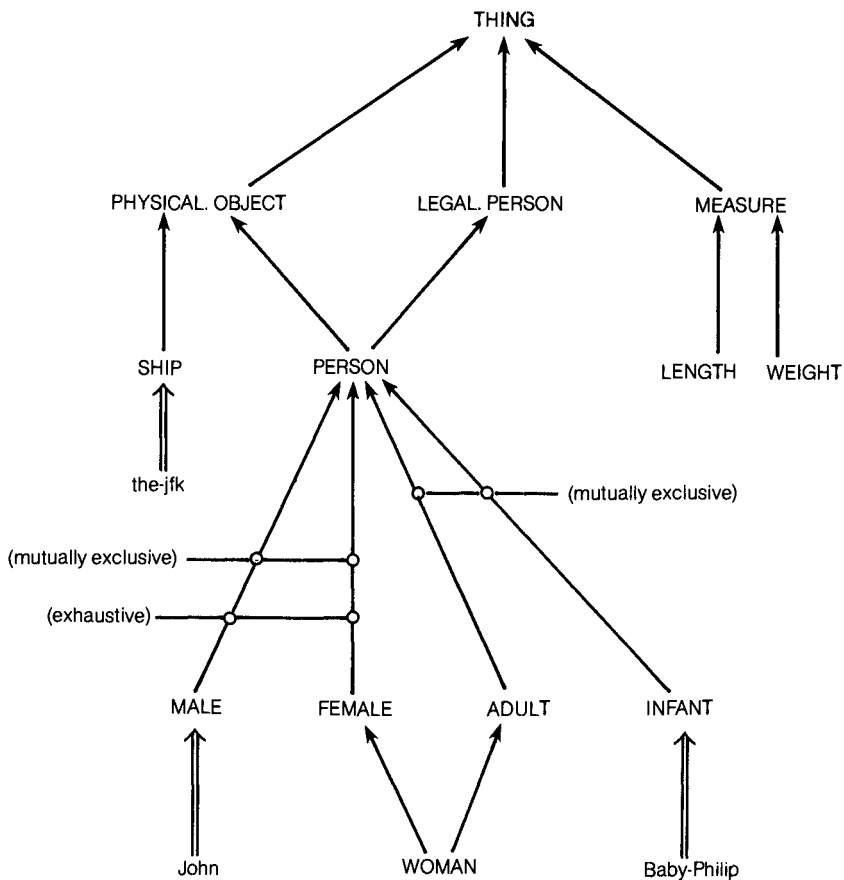 THING
PHYSICAL. OBJECT
LEGAL. PERSON
MEASURE
SHIP
PERSON
LENGTH
WEIGHT
the-jfk
(mutually exclusive)
(mutually exclusive)
(exhaustive)
MALE
FEMALE
ADULT
INFANT
John
WOMAN
Baby-Philip